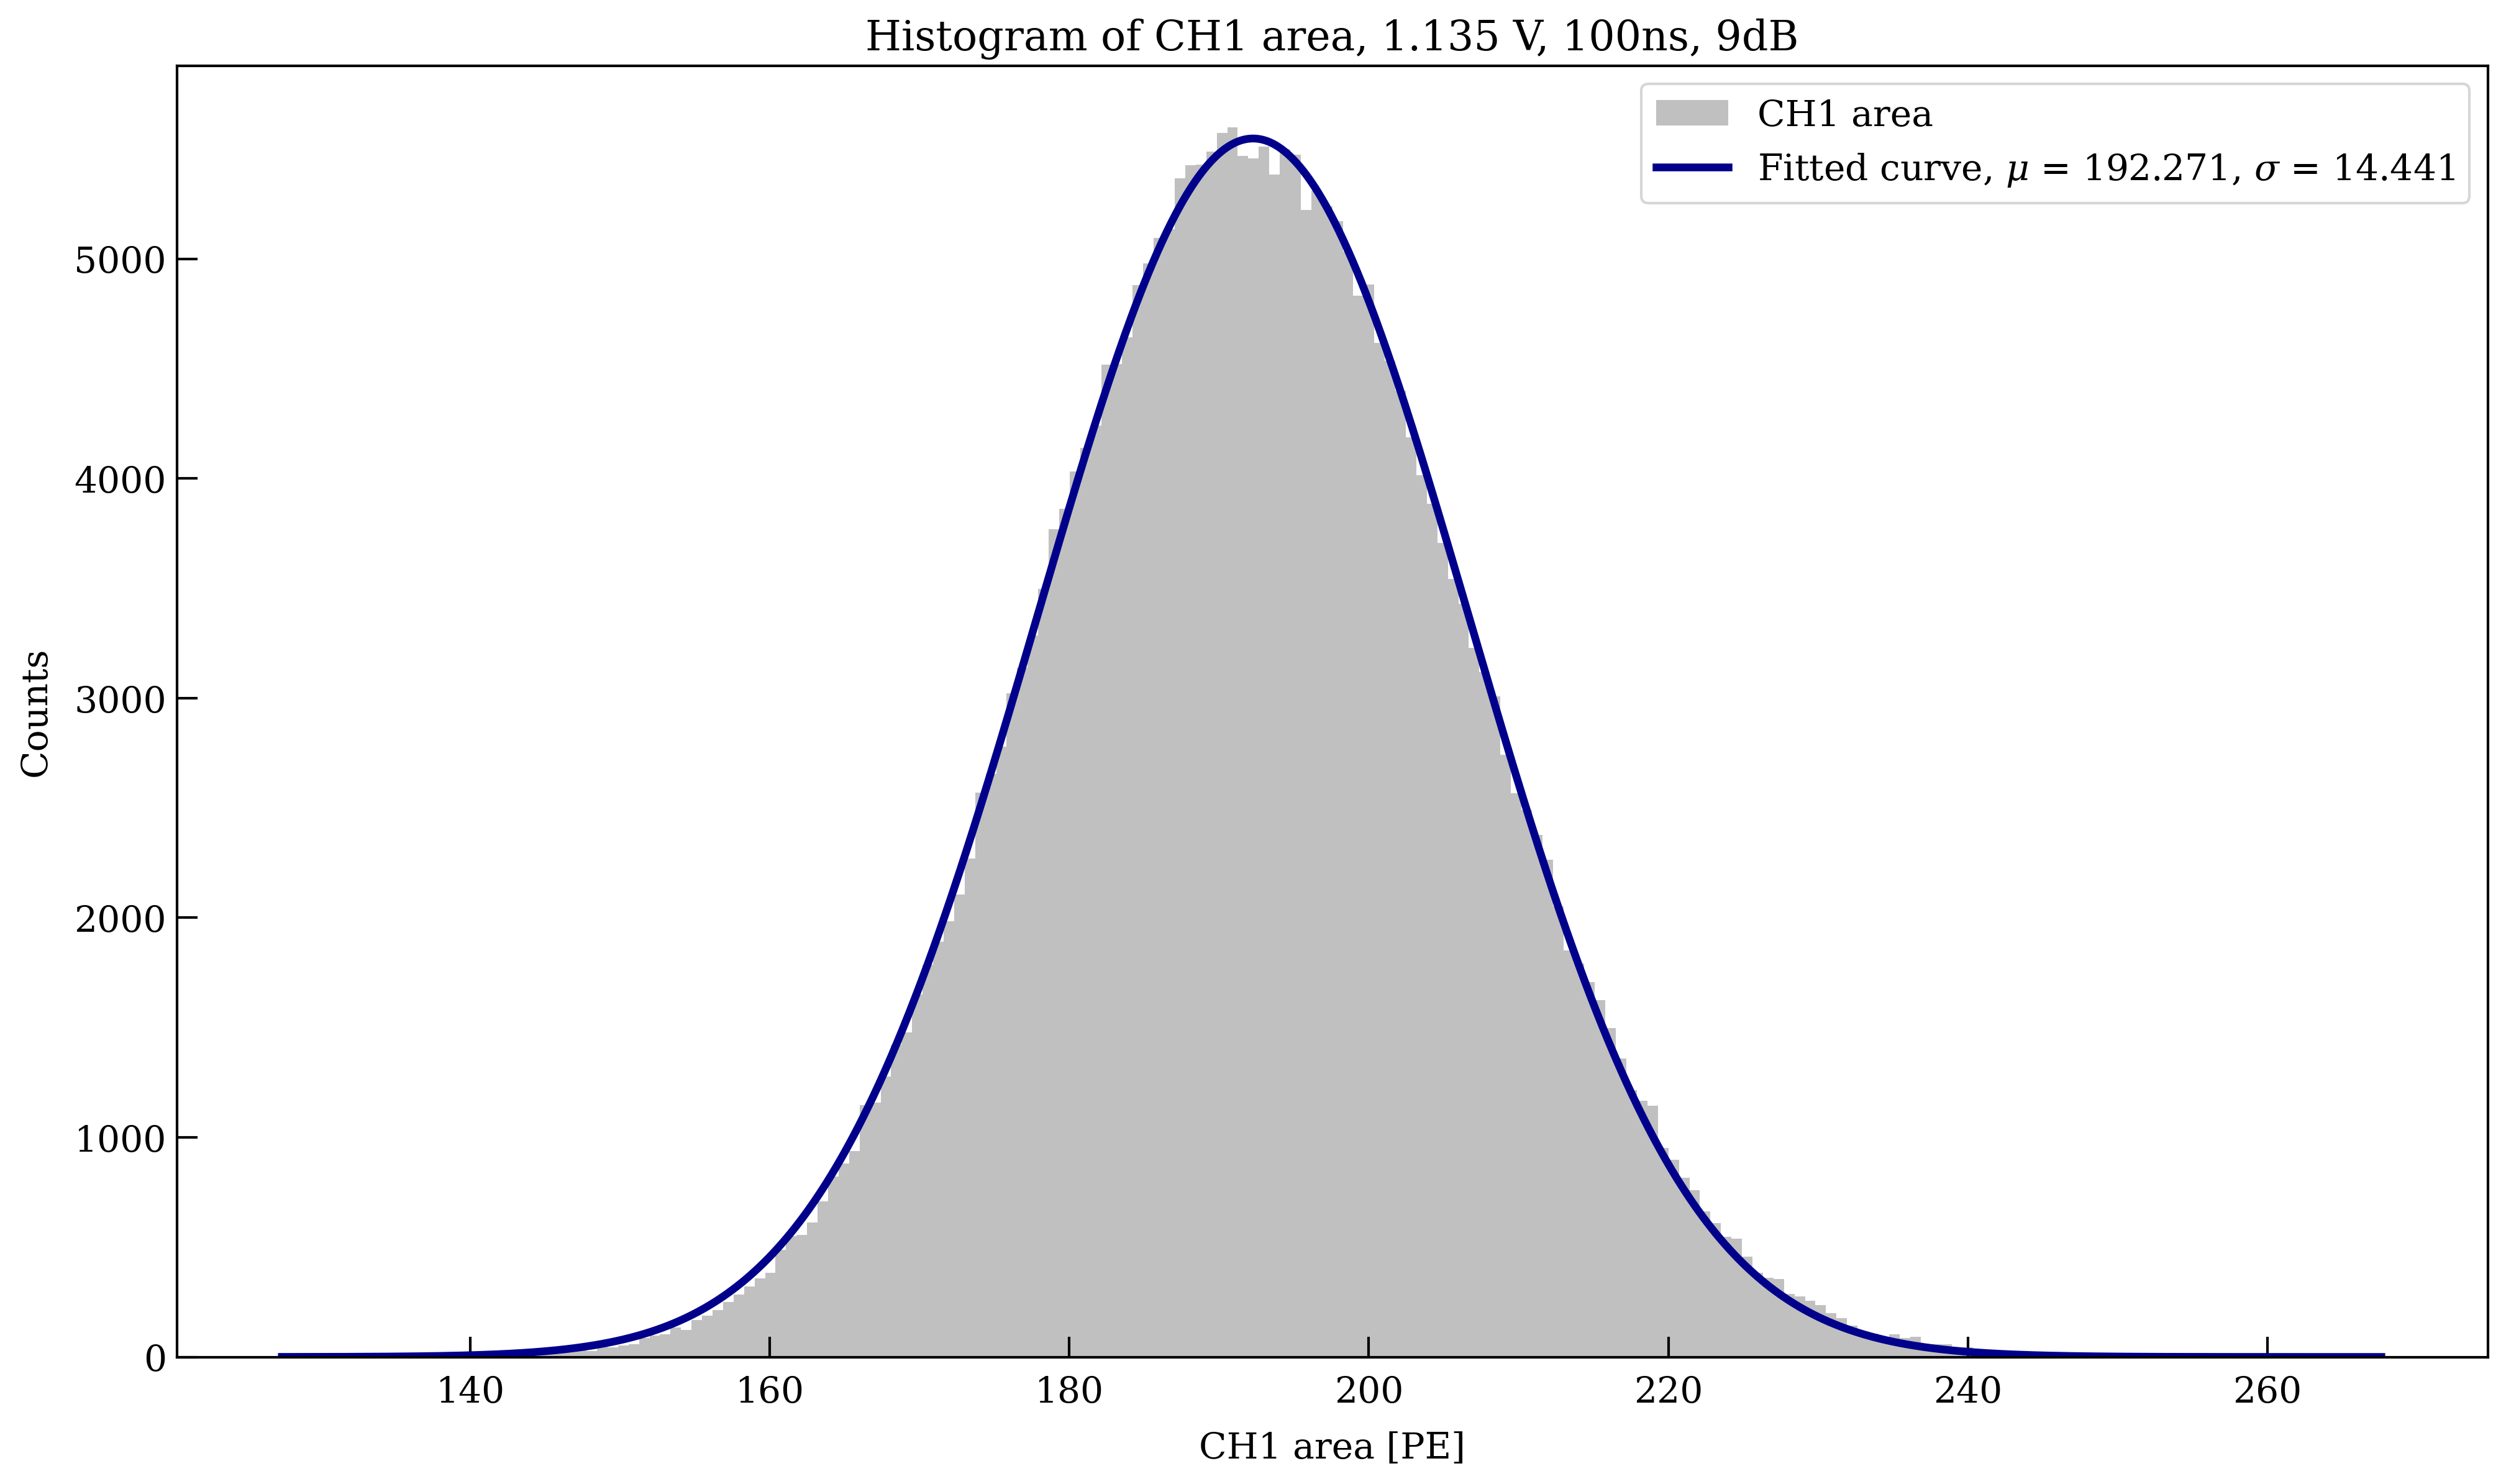 Histogram of CH1 area, 1.135 V, 100ns, 9dB
CH1 area
Fitted curve, μ = 192.271, σ = 14.441
5000
4000
3000
2000
1000
0
Counts
140 160 180 200 220 240 260
CH1 area [PE]